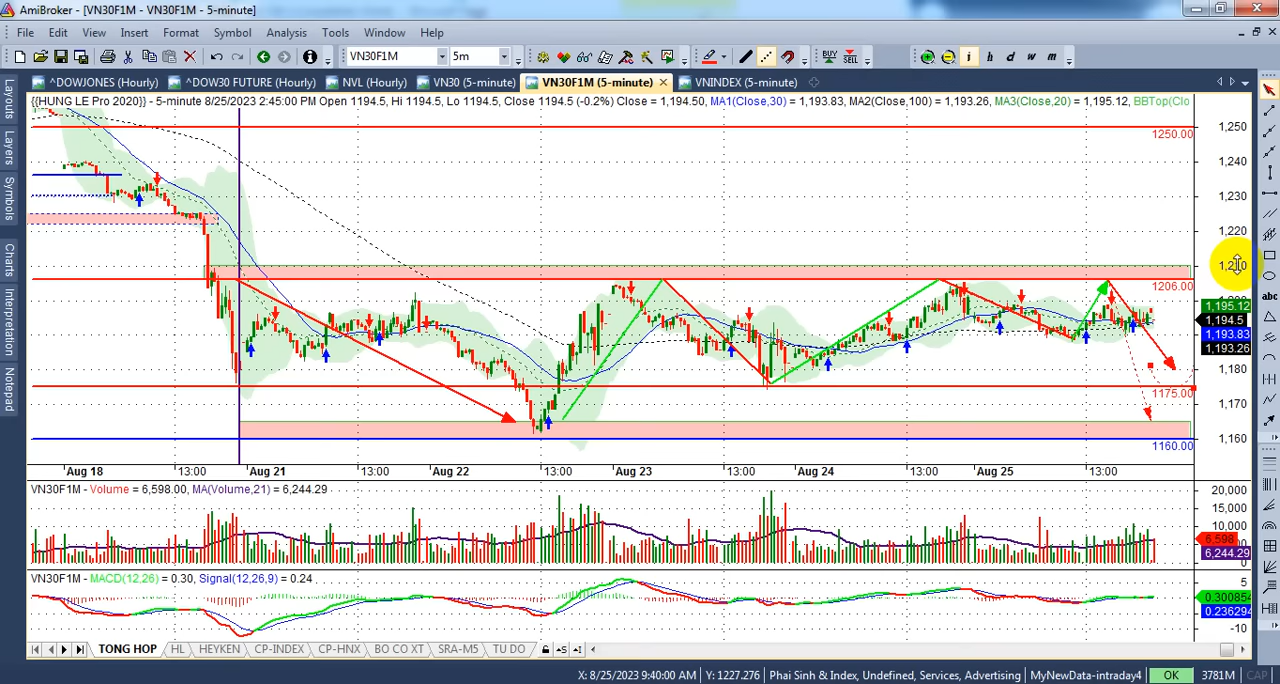 AmiBroker - [VN30F1M - VN30F1M - 5-minute]
File Edit View Insert Format Symbol Analysis Tools Window Help
VN30F1M 5m BUY SELL i h d w m
^DOWJONES (Hourly) ^DOW30 FUTURE (Hourly) NVL (Hourly) VN30 (5-minute) VN30F1M (5-minute) VNINDEX (5-minute)
{{HUNG LE Pro 2020}} - 5-minute 8/25/2023 2:45:00 PM Open 1194.5, Hi 1194.5, Lo 1194.5, Close 1194.5 (-0.2%) Close = 1,194.50, MA1(Close,30) = 1,193.83, MA2(Close,100) = 1,193.26, MA3(Close,20) = 1,195.12, BBTop(Clo
Layouts
Layers
Symbols
Charts
Interpretation
Notepad
abc
1,250
1250.00
1,240
1,230
1,220
1,210
1206.00
1,195.12
1,194.5
1,193.83
1,193.26
1,180
1175.00
1,170
1,160
1160.00
Aug 18 13:00 Aug 21 13:00 Aug 22 13:00 Aug 23 13:00 Aug 24 13:00 Aug 25 13:00
VN30F1M - Volume = 6,598.00, MA(Volume,21) = 6,244.29
20,000
15,000
10,000
6,598
6,244.29
VN30F1M - MACD(12,26) = 0.30, Signal(12,26,9) = 0.24
5
0.300854
0.236294
-10
TONG HOP HL HEYKEN CP-INDEX CP-HNX BO CO XT SRA-M5 TU DO
X: 8/25/2023 9:40:00 AM Y: 1227.276 Phai Sinh & Index, Undefined, Services, Advertising MyNewData-intraday4 OK 3781M CAP